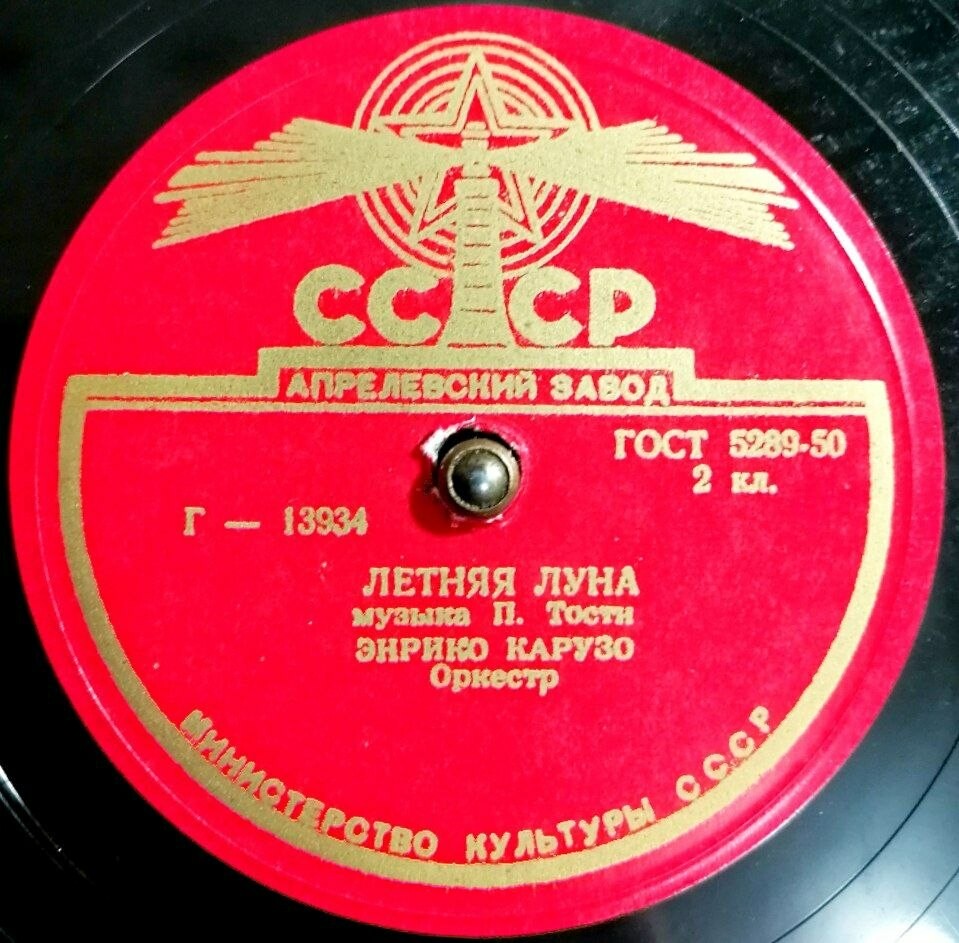 СССР
АПРЕЛЕВСКИЙ ЗАВОД
ГОСТ 5289-50
2 кл.
Г — 13934
ЛЕТНЯЯ ЛУНА
музыка П. Тости
ЭНРИКО КАРУЗО
Оркестр
МИНИСТЕРСТВО КУЛЬТУРЫ СССР